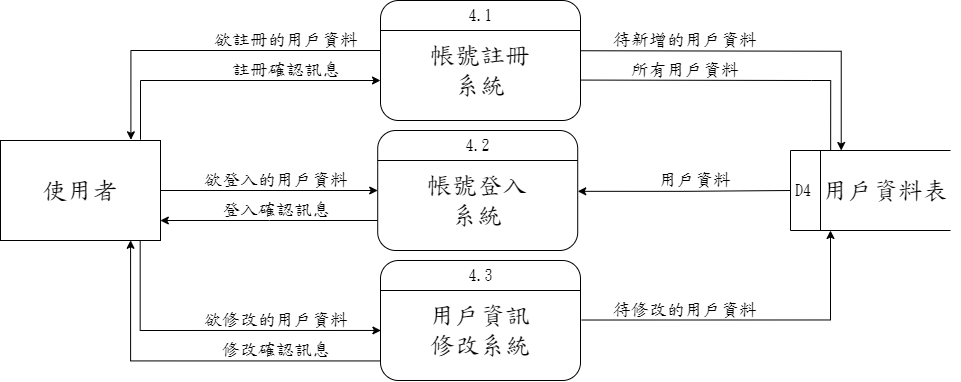 4.1
帳號註冊
系統
欲註冊的用戶資料
註冊確認訊息
待新增的用戶資料
所有用戶資料
使用者
4.2
帳號登入
系統
欲登入的用戶資料
登入確認訊息
用戶資料
D4
用戶資料表
4.3
用戶資訊
修改系統
欲修改的用戶資料
修改確認訊息
待修改的用戶資料